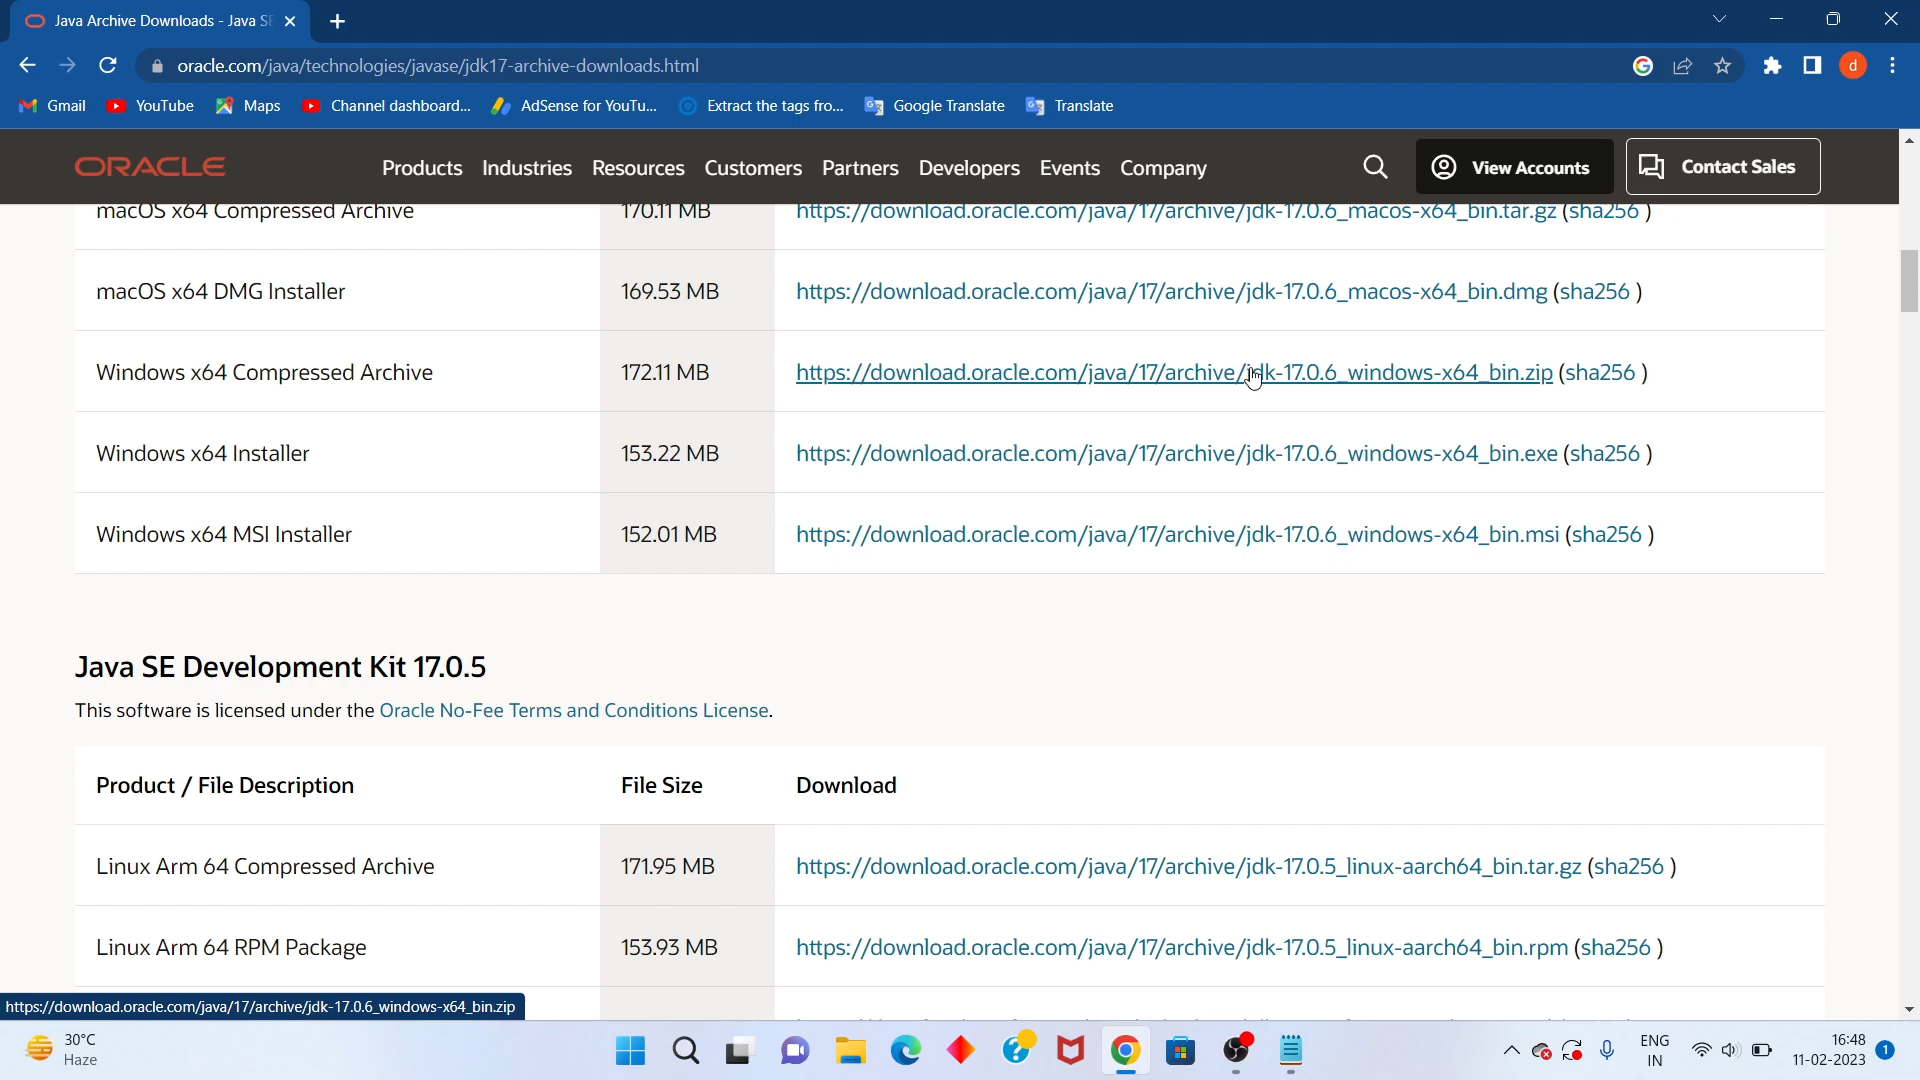 Java Archive Downloads - Java SE
oracle.com/java/technologies/javase/jdk17-archive-downloads.html
d
Gmail YouTube Maps Channel dashboard... AdSense for YouTu... Extract the tags fro... Google Translate Translate
ORACLE Products Industries Resources Customers Partners Developers Events Company View Accounts Contact Sales
macOS x64 Compressed Archive 170.11 MB https://download.oracle.com/java/17/archive/jdk-17.0.6_macos-x64_bin.tar.gz (sha256 )
macOS x64 DMG Installer 169.53 MB https://download.oracle.com/java/17/archive/jdk-17.0.6_macos-x64_bin.dmg (sha256 )
Windows x64 Compressed Archive 172.11 MB https://download.oracle.com/java/17/archive/jdk-17.0.6_windows-x64_bin.zip (sha256 )
Windows x64 Installer 153.22 MB https://download.oracle.com/java/17/archive/jdk-17.0.6_windows-x64_bin.exe (sha256 )
Windows x64 MSI Installer 152.01 MB https://download.oracle.com/java/17/archive/jdk-17.0.6_windows-x64_bin.msi (sha256 )
Java SE Development Kit 17.0.5
This software is licensed under the Oracle No-Fee Terms and Conditions License.
Product / File Description File Size Download
Linux Arm 64 Compressed Archive 171.95 MB https://download.oracle.com/java/17/archive/jdk-17.0.5_linux-aarch64_bin.tar.gz (sha256 )
Linux Arm 64 RPM Package 153.93 MB https://download.oracle.com/java/17/archive/jdk-17.0.5_linux-aarch64_bin.rpm (sha256 )
https://download.oracle.com/java/17/archive/jdk-17.0.6_windows-x64_bin.zip
30°C
Haze
ENG
IN
16:48
11-02-2023
1